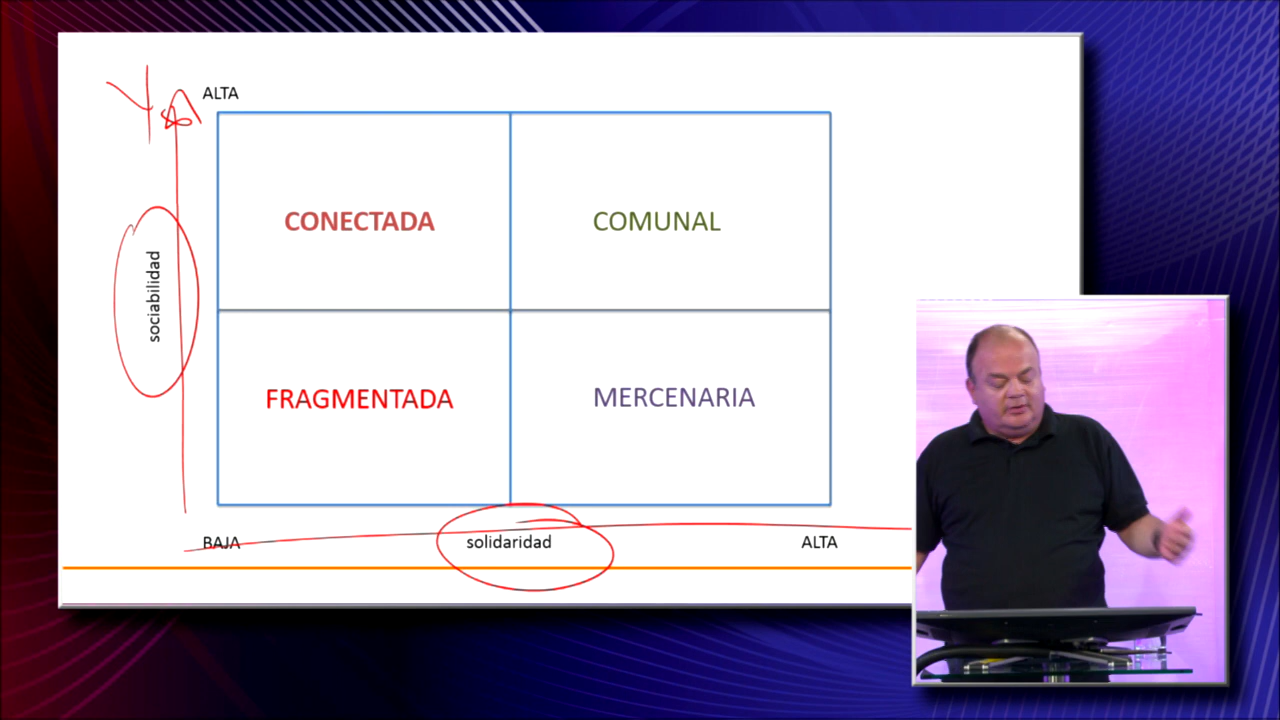 Y
ALTA
CONECTADA
COMUNAL
sociabilidad
FRAGMENTADA
MERCENARIA
BAJA
solidaridad
ALTA